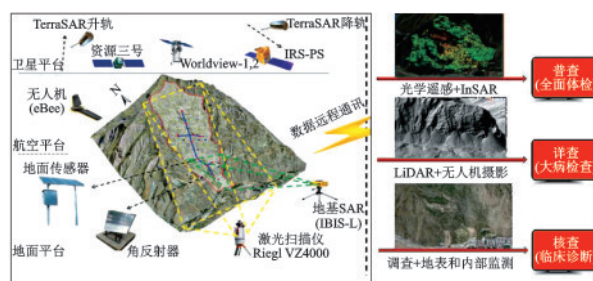 TerraSAR升轨
TerraSAR降轨
资源三号
Worldview-1,2
IRS-PS
卫星平台
无人机
(eBee)
N
数据远程通讯
航空平台
地面传感器
地基SAR
(IBIS-L)
激光扫描仪
Riegl VZ4000
角反射器
地面平台
光学遥感+InSAR
普查
(全面体检)
LiDAR+无人机摄影
详查
(大病检查)
调查+地表和内部监测
核查
(临床诊断)